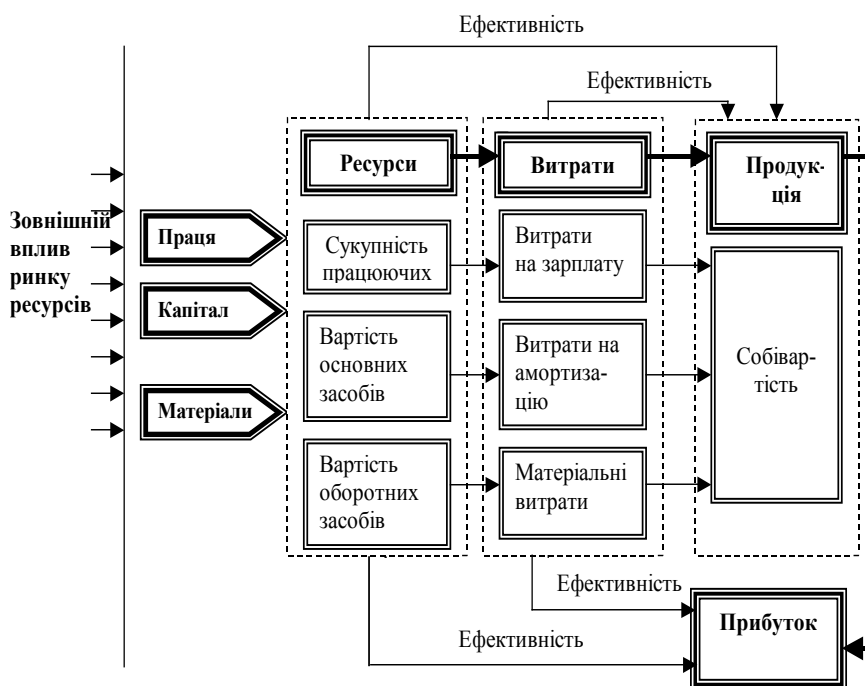 Ефективність
Ефективність
Зовнішній
вплив
ринку
ресурсів
Праця
Капітал
Матеріали
Ресурси
Сукупність
працюючих
Вартість
основних
засобів
Вартість
оборотних
засобів
Витрати
Витрати
на зарплату
Витрати на
амортиза-
цію
Матеріальні
витрати
Продук-
ція
Собівар-
тість
Ефективність
Ефективність
Прибуток